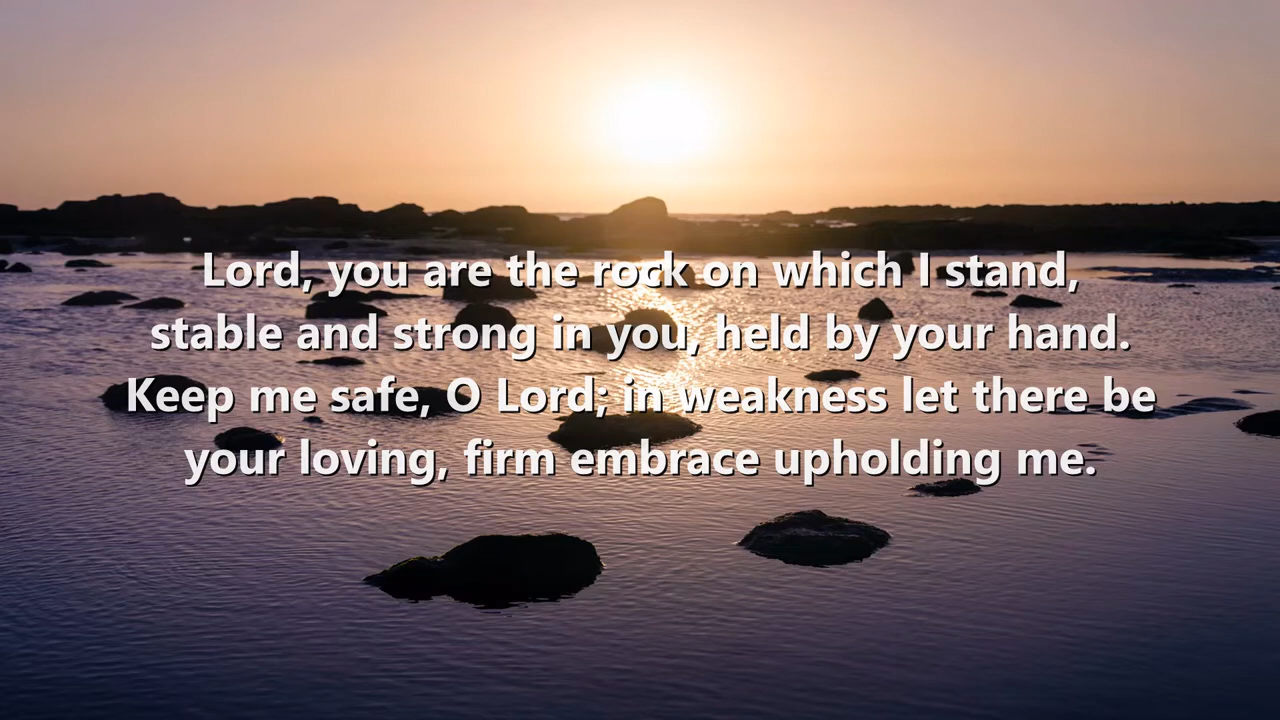 Lord, you are the rock on which I stand,
stable and strong in you, held by your hand.
Keep me safe, O Lord; in weakness let there be
your loving, firm embrace upholding me.